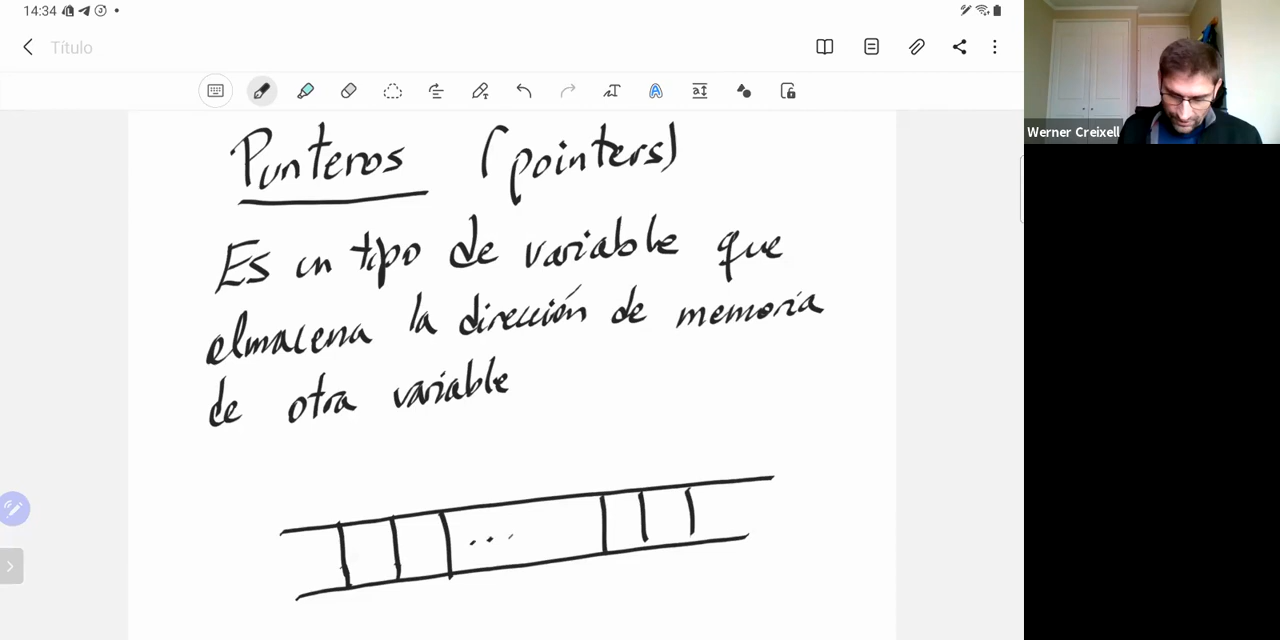 14:34
Título
Punteros (pointers)
Es un tipo de variable que
almacena la dirección de memoria
de otra variable
...
Werner Creixell